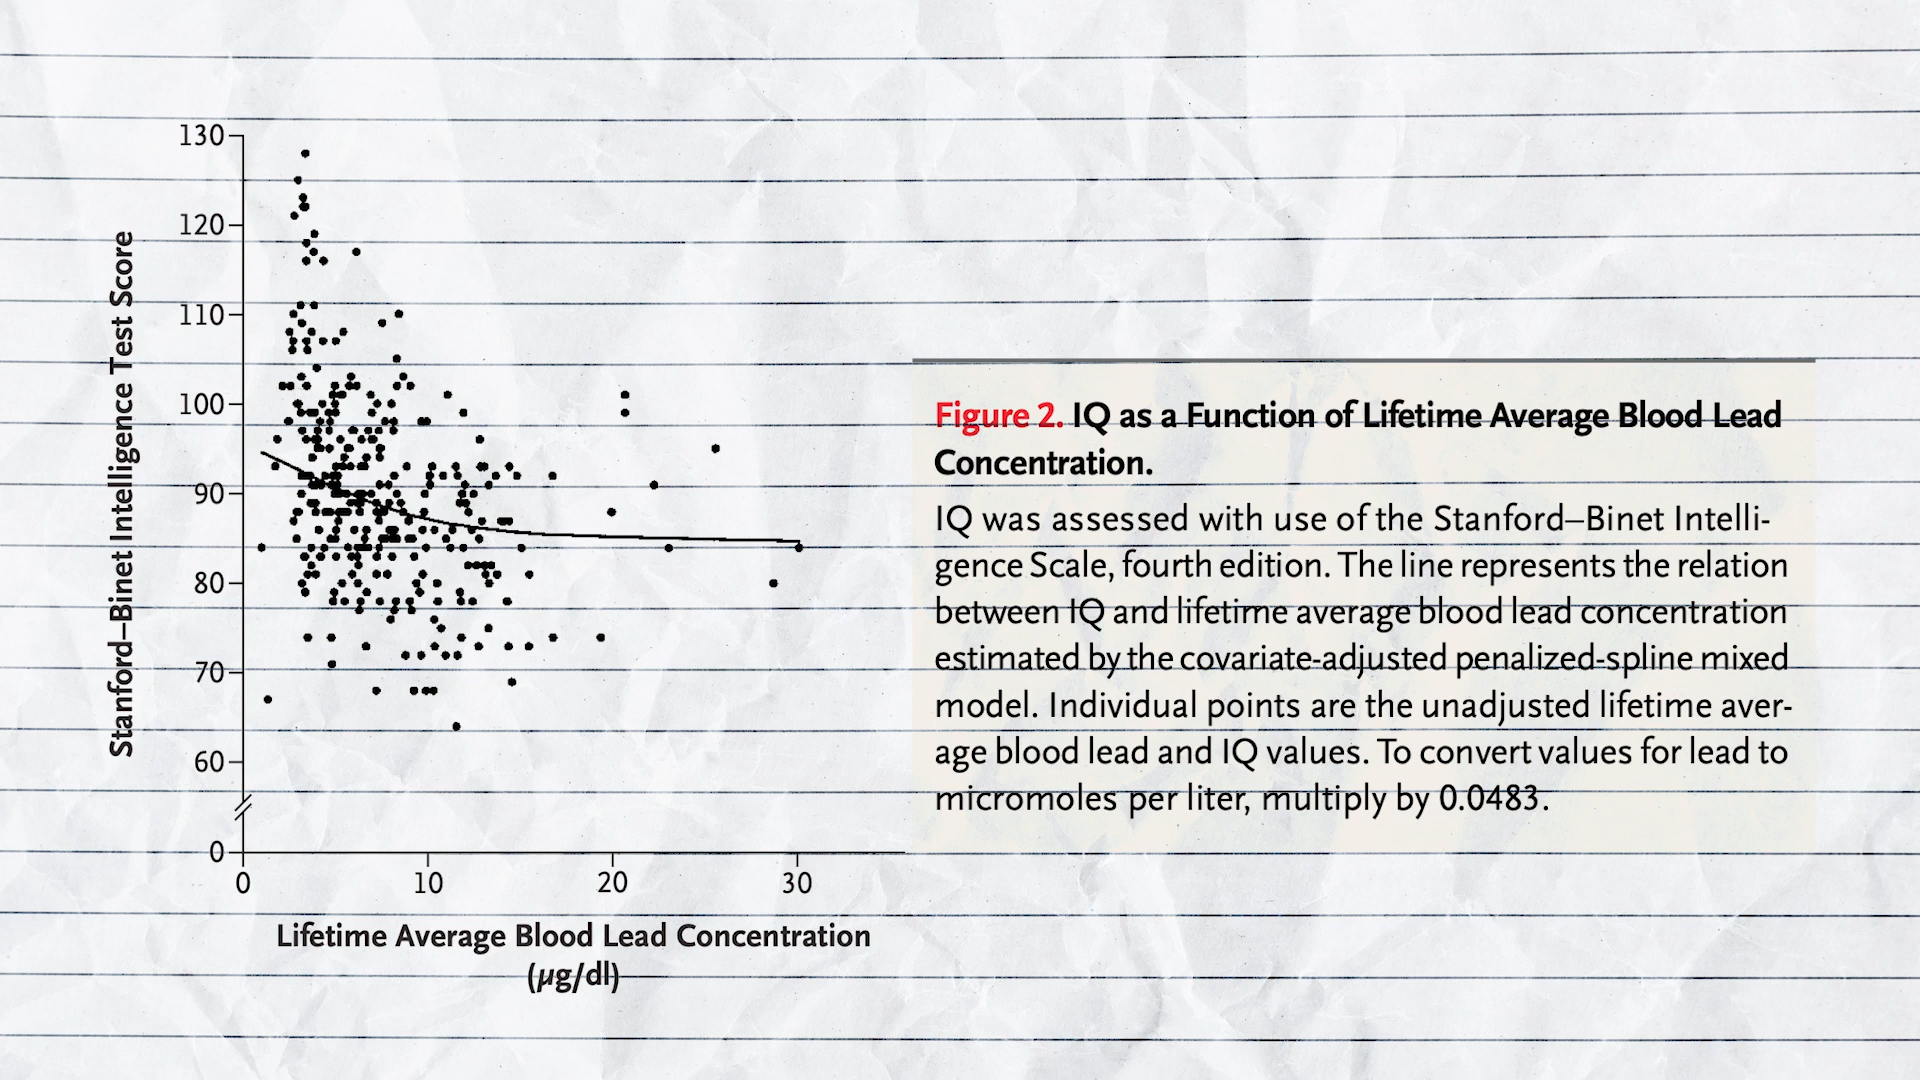 130
120
110
100
90
80
70
60
0
Stanford–Binet Intelligence Test Score
0 10 20 30
Lifetime Average Blood Lead Concentration
(µg/dl)
Figure 2. IQ as a Function of Lifetime Average Blood Lead
Concentration.
IQ was assessed with use of the Stanford–Binet Intelli-
gence Scale, fourth edition. The line represents the relation
between IQ and lifetime average blood lead concentration
estimated by the covariate-adjusted penalized-spline mixed
model. Individual points are the unadjusted lifetime aver-
age blood lead and IQ values. To convert values for lead to
micromoles per liter, multiply by 0.0483.